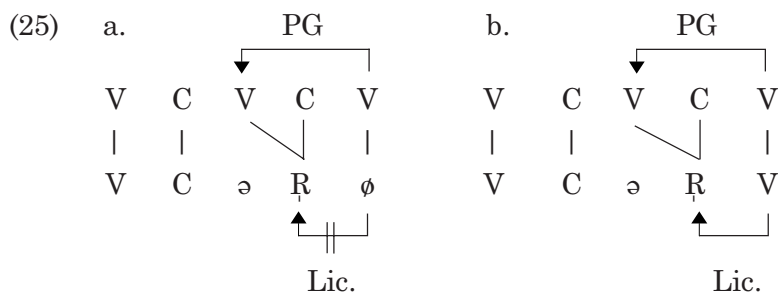 (25) a. PG b. PG
V C V C V V C V C V
V C ə R̩ ø V C ə R̩ V
Lic. Lic.